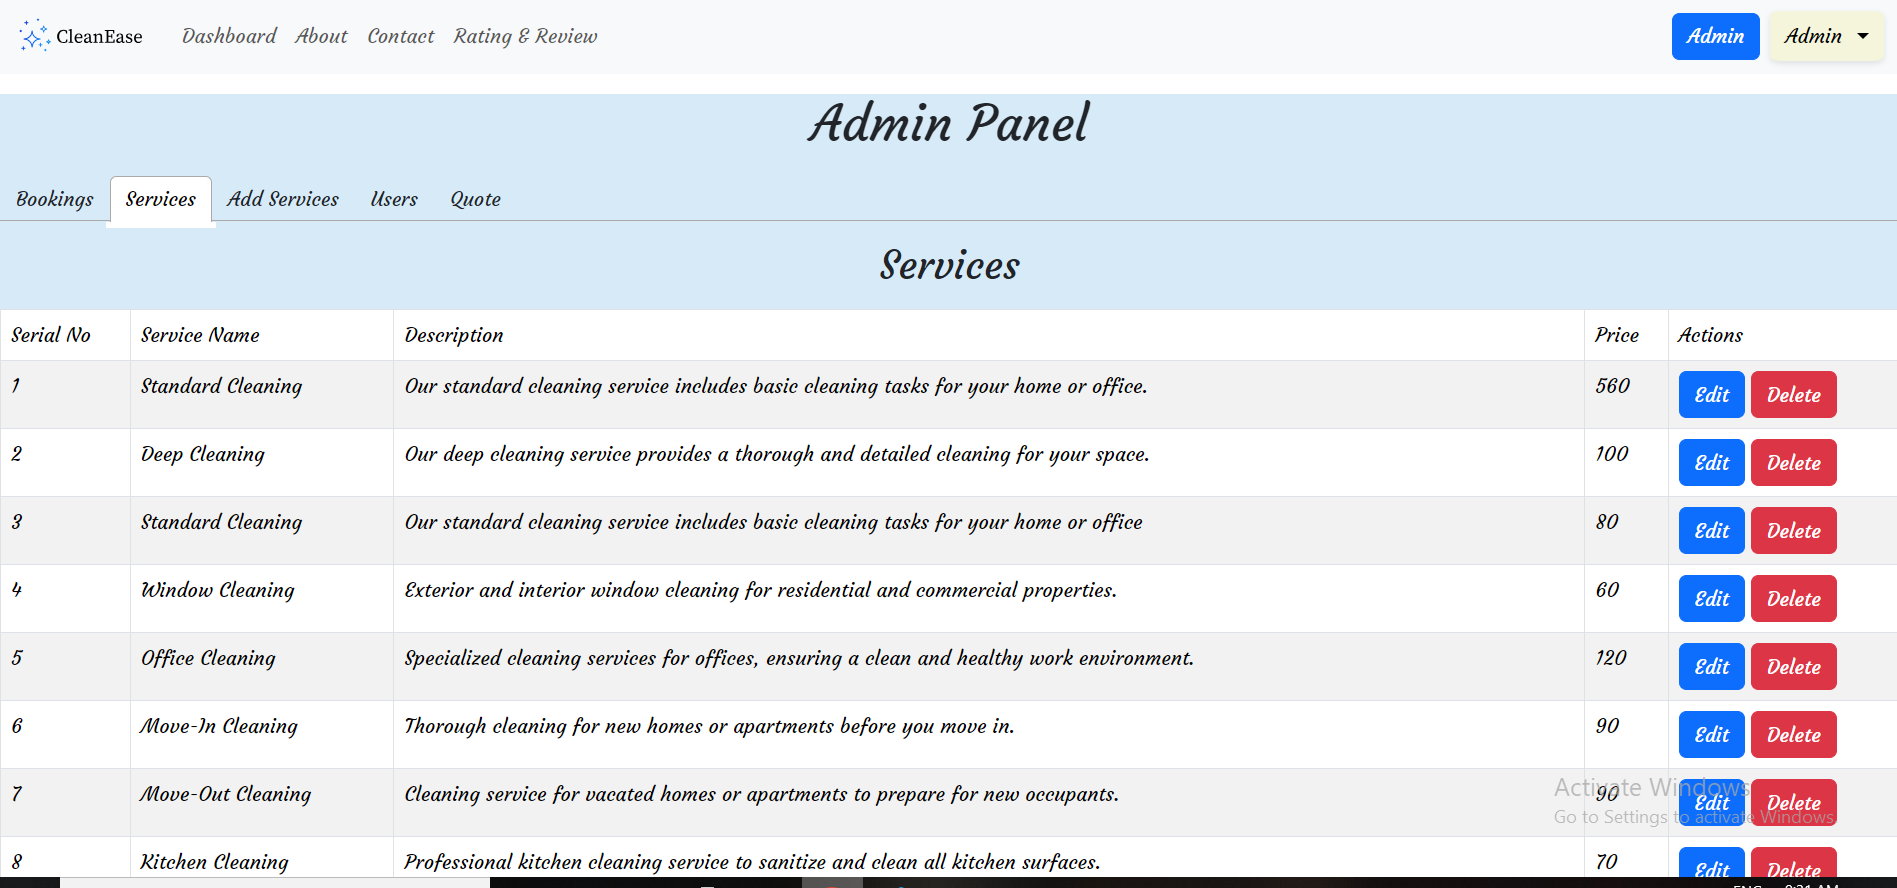 CleanEase Dashboard About Contact Rating & Review Admin Admin
Admin Panel
Bookings Services Add Services Users Quote
Services
Serial No Service Name Description Price Actions
1 Standard Cleaning Our standard cleaning service includes basic cleaning tasks for your home or office. 560 Edit Delete
2 Deep Cleaning Our deep cleaning service provides a thorough and detailed cleaning for your space. 100 Edit Delete
3 Standard Cleaning Our standard cleaning service includes basic cleaning tasks for your home or office 80 Edit Delete
4 Window Cleaning Exterior and interior window cleaning for residential and commercial properties. 60 Edit Delete
5 Office Cleaning Specialized cleaning services for offices, ensuring a clean and healthy work environment. 120 Edit Delete
6 Move-In Cleaning Thorough cleaning for new homes or apartments before you move in. 90 Edit Delete
7 Move-Out Cleaning Cleaning service for vacated homes or apartments to prepare for new occupants. 90 Edit Delete
Activate Windows
Go to Settings to activate Windows.
8 Kitchen Cleaning Professional kitchen cleaning service to sanitize and clean all kitchen surfaces. 70 Edit Delete